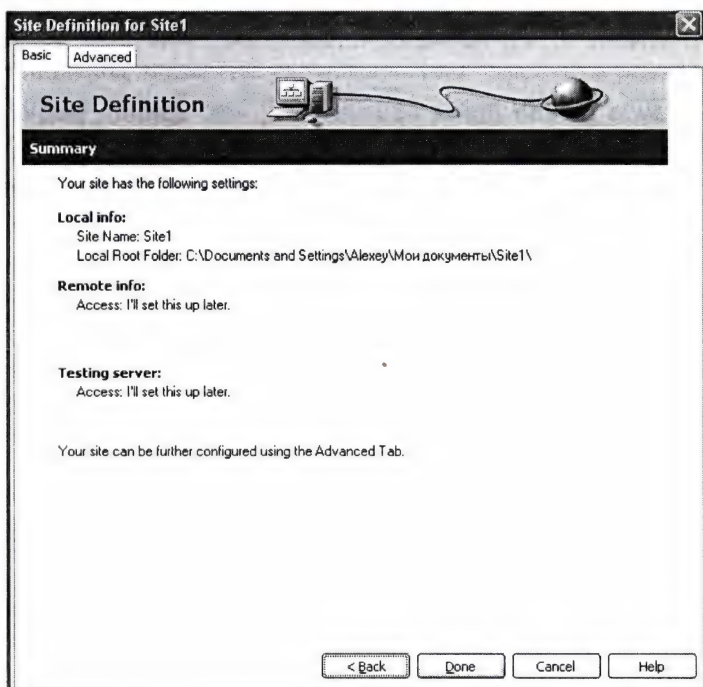 Site Definition for Site1
Basic
Advanced
Site Definition
Summary
Your site has the following settings:
Local info:
Site Name: Site1
Local Root Folder: C:\Documents and Settings\Alexey\Мои документы\Site1\
Remote info:
Access: I'll set this up later.
Testing server:
Access: I'll set this up later.
Your site can be further configured using the Advanced Tab.
< Back
Done
Cancel
Help